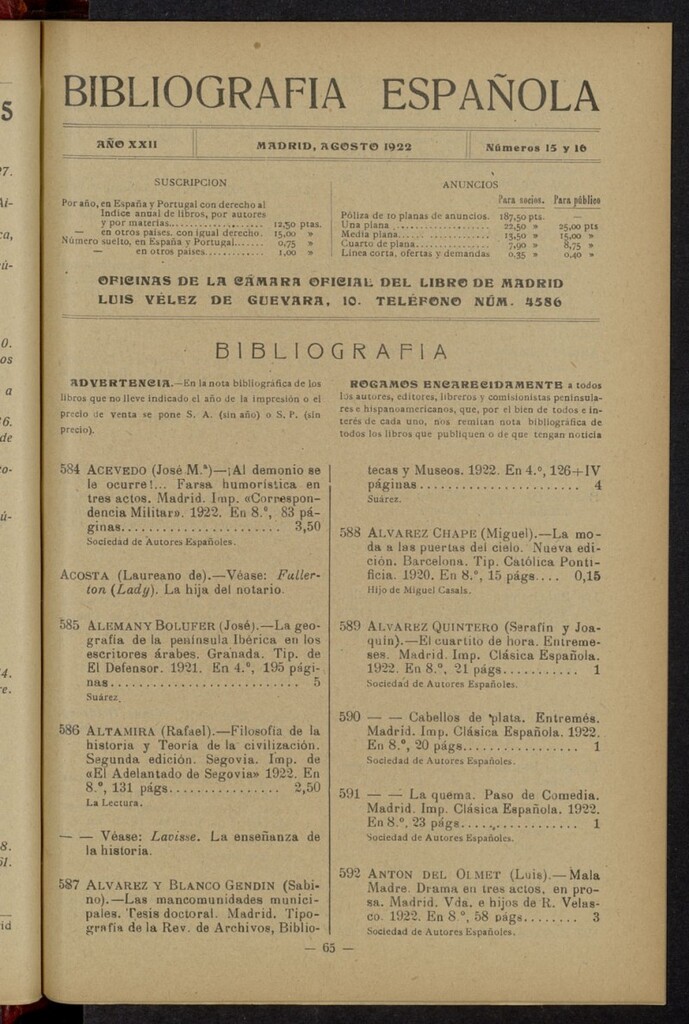 BIBLIOGRAFIA ESPAÑOLA
AÑO XXII
MADRID, AGOSTO 1922
Números 15 y 16
SUSCRIPCION
Por año, en España y Portugal con derecho al
Indice anual de libros, por autores
y por materias.................. 12,50 ptas.
— en otros países. con igual derecho. 15,00 »
Número suelto, en España y Portugal...... 0,75 »
— en otros países........... 1,00 »
ANUNCIOS
Para socios. Para público
Póliza de 10 planas de anuncios. 187,50 pts. —
Una plana .................... 22,50 » 25,00 pts
Media plana.................... 13,50 » 15,00 »
Cuarto de plana................ 7,90 » 8,75 »
Línea corta, ofertas y demandas 0,35 » 0,40 »
OFICINAS DE LA CÁMARA OFICIAL DEL LIBRO DE MADRID
LUIS VÉLEZ DE GUEVARA, 10. TELÉFONO NÚM. 4586
BIBLIOGRAFIA
ADVERTENCIA.—En la nota bibliográfica de los
libros que no lleve indicado el año de la impresión o el
precio de venta se pone S. A. (sin año) o S. P. (sin
precio).
584 ACEVEDO (José M.ª)—¡Al demonio se
le ocurre!... Farsa humorística en
tres actos. Madrid. Imp. «Correspon-
dencia Militar». 1922. En 8.º, 83 pá-
ginas..................... 3,50
Sociedad de Autores Españoles.
ACOSTA (Laureano de).—Véase: Fuller-
ton (Lady). La hija del notario.
585 ALEMANY BOLUFER (José).—La geo-
grafía de la península Ibérica en los
escritores árabes. Granada. Tip. de
El Defensor. 1921. En 4.º, 195 pági-
nas.......................... 5
Suárez.
586 ALTAMIRA (Rafael).—Filosofía de la
historia y Teoría de la civilización.
Segunda edición. Segovia. Imp. de
«El Adelantado de Segovia» 1922. En
8.º, 131 págs................ 2,50
La Lectura.
— — Véase: Lavisse. La enseñanza de
la historia.
587 ALVAREZ Y BLANCO GENDIN (Sabi-
no).—Las mancomunidades munici-
pales. Tesis doctoral. Madrid. Tipo-
grafía de la Rev. de Archivos, Biblio-
ROGAMOS ENCARECIDAMENTE a todos
los autores, editores, libreros y comisionistas peninsula-
res e hispanoamericanos, que, por el bien de todos e in-
terés de cada uno, nos remitan nota bibliográfica de
todos los libros que publiquen o de que tengan noticia
tecas y Museos. 1922. En 4.º, 126+IV
páginas...................... 4
Suárez.
588 ALVAREZ CHAPE (Miguel).—La mo-
da a las puertas del cielo. Nueva edi-
ción. Barcelona. Tip. Católica Ponti-
ficia. 1920. En 8.º, 15 págs.... 0,15
Hijo de Miguel Casals.
589 ALVAREZ QUINTERO (Serafín y Joa-
quín).—El cuartito de hora. Entreme-
ses. Madrid. Imp. Clásica Española.
1922. En 8.º, 21 págs............ 1
Sociedad de Autores Españoles.
590 — — Cabellos de plata. Entremés.
Madrid. Imp. Clásica Española. 1922.
En 8.º, 20 págs................ 1
Sociedad de Autores Españoles.
591 — — La quema. Paso de Comedia.
Madrid. Imp. Clásica Española. 1922.
En 8.º, 23 págs................ 1
Sociedad de Autores Españoles.
592 ANTON DEL OLMET (Luis).—Mala
Madre. Drama en tres actos, en pro-
sa. Madrid. Vda. e hijos de R. Velas-
co. 1922. En 8.º, 58 págs........ 3
Sociedad de Autores Españoles.
— 65 —